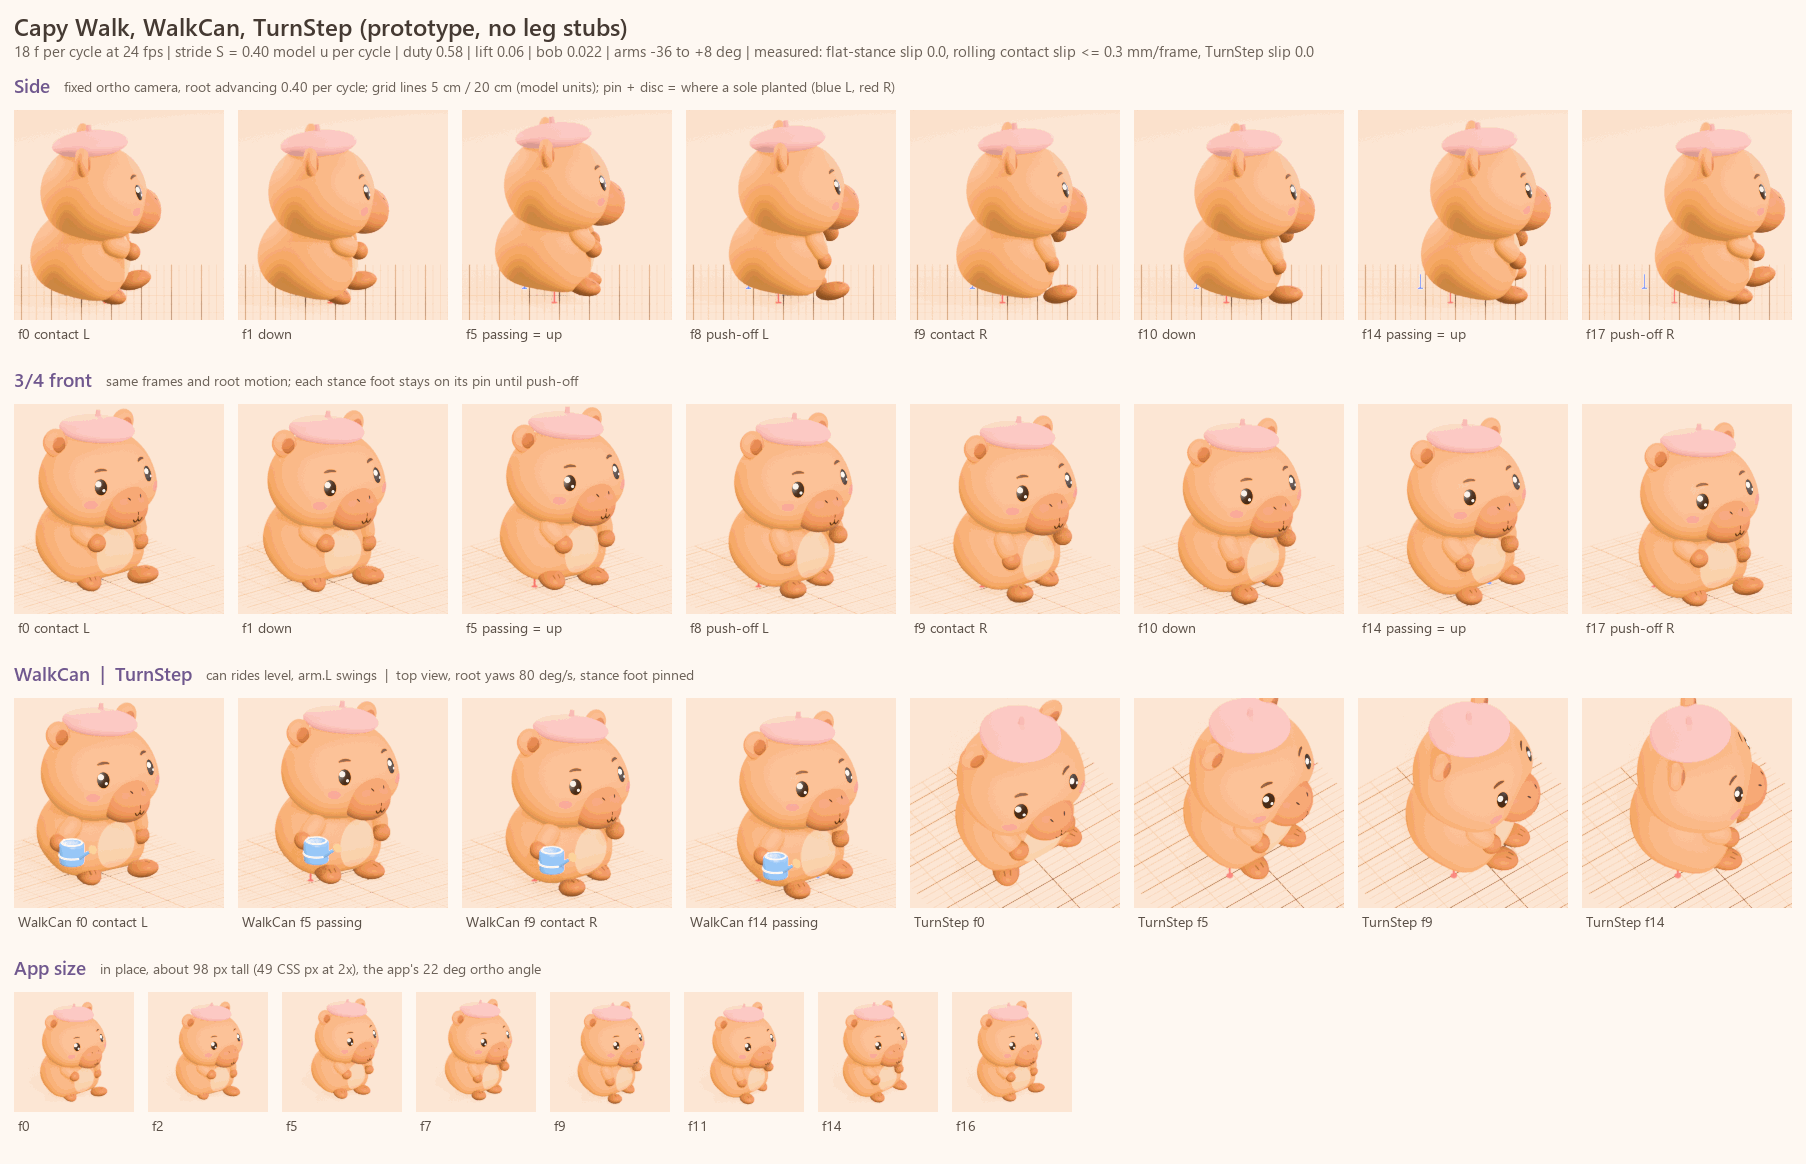 Capy Walk, WalkCan, TurnStep (prototype, no leg stubs)
18 f per cycle at 24 fps | stride S = 0.40 model u per cycle | duty 0.58 | lift 0.06 | bob 0.022 | arms -36 to +8 deg | measured: flat-stance slip 0.0, rolling contact slip <= 0.3 mm/frame, TurnStep slip 0.0
Side fixed ortho camera, root advancing 0.40 per cycle; grid lines 5 cm / 20 cm (model units); pin + disc = where a sole planted (blue L, red R)
f0 contact L f1 down f5 passing = up f8 push-off L f9 contact R f10 down f14 passing = up f17 push-off R
3/4 front same frames and root motion; each stance foot stays on its pin until push-off
f0 contact L f1 down f5 passing = up f8 push-off L f9 contact R f10 down f14 passing = up f17 push-off R
WalkCan | TurnStep can rides level, arm.L swings | top view, root yaws 80 deg/s, stance foot pinned
WalkCan f0 contact L WalkCan f5 passing WalkCan f9 contact R WalkCan f14 passing TurnStep f0 TurnStep f5 TurnStep f9 TurnStep f14
App size in place, about 98 px tall (49 CSS px at 2x), the app's 22 deg ortho angle
f0 f2 f5 f7 f9 f11 f14 f16